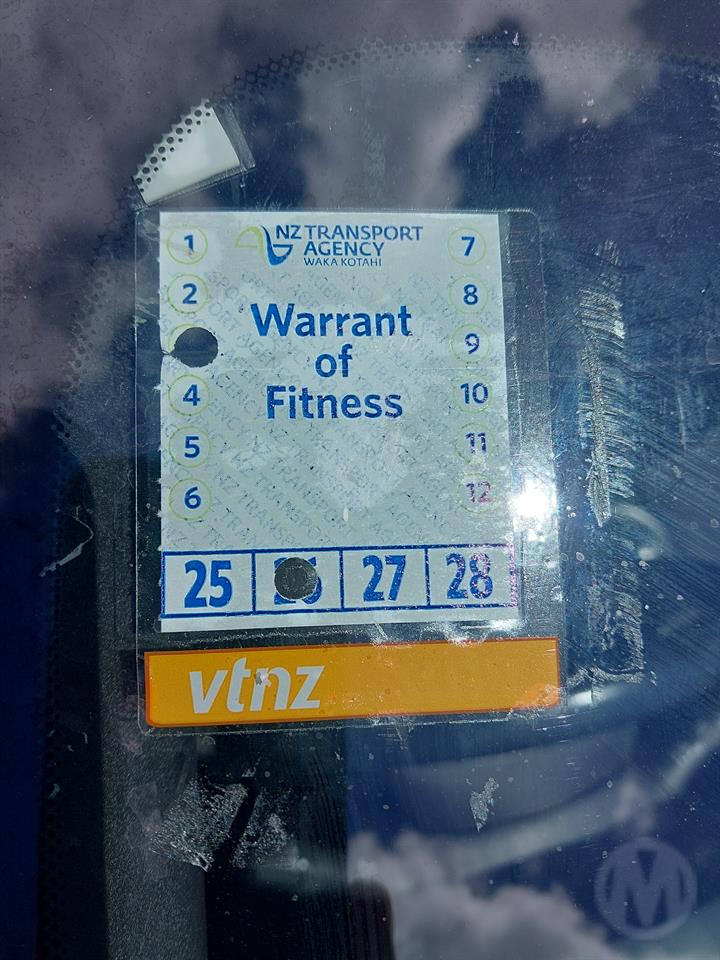 NZ TRANSPORT
AGENCY
WAKA KOTAHI
Warrant
of
Fitness
1
2
4
5
6
7
8
9
10
11
12
25 27 28
vtnz
M